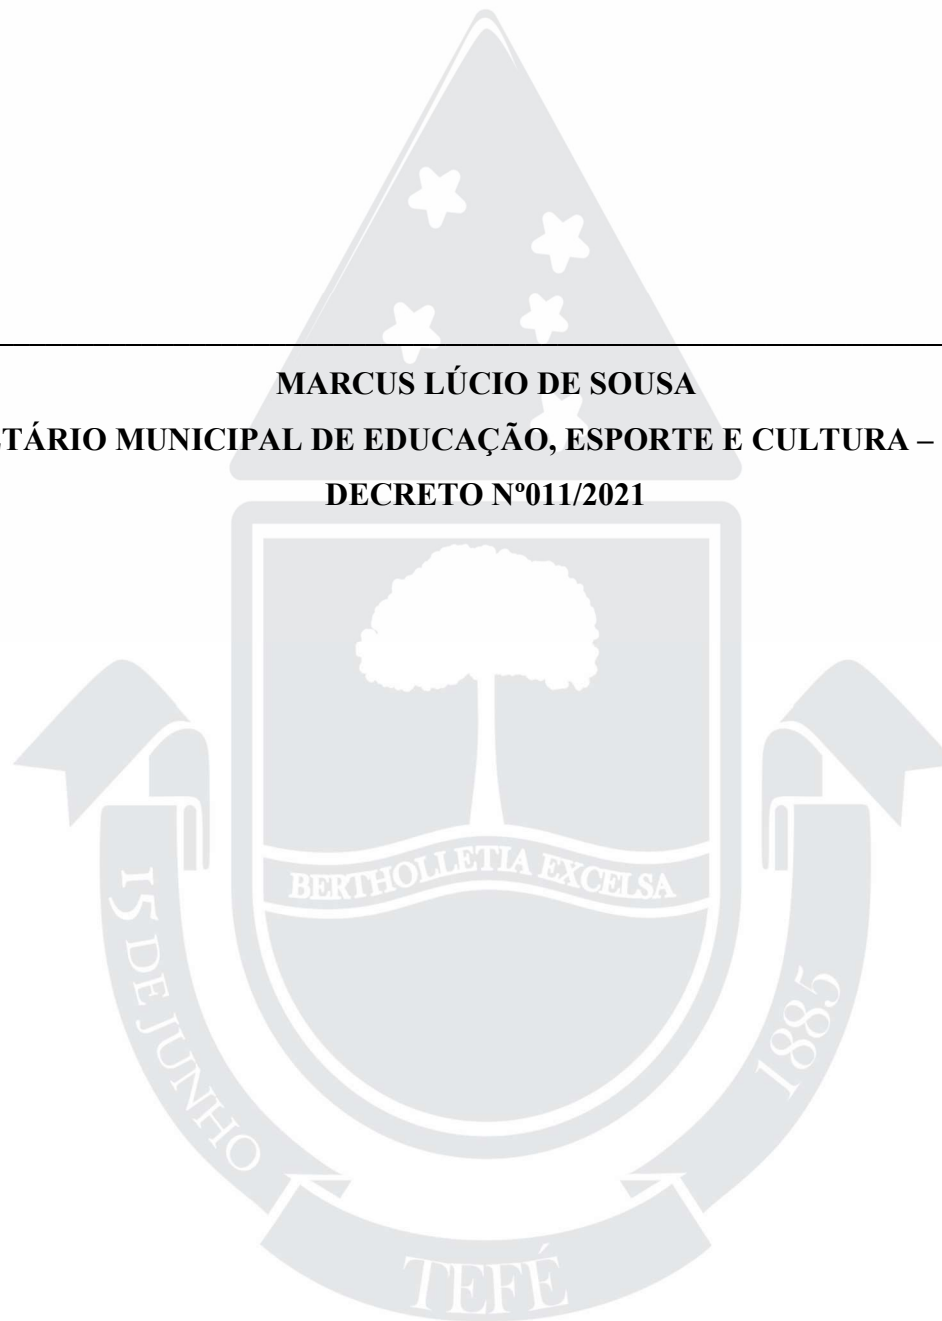 MARCUS LÚCIO DE SOUSA
ETÁRIO MUNICIPAL DE EDUCAÇÃO, ESPORTE E CULTURA –
DECRETO Nº011/2021
BERTHOLLETIA EXCELSA
15 DE JUNHO
1885
TEFÉ